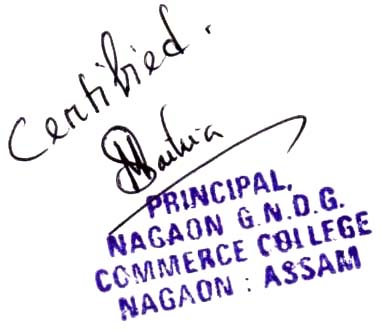 Certified.
PRINCIPAL,
NAGAON G.N.D.G.
COMMERCE COLLEGE
NAGAON : ASSAM